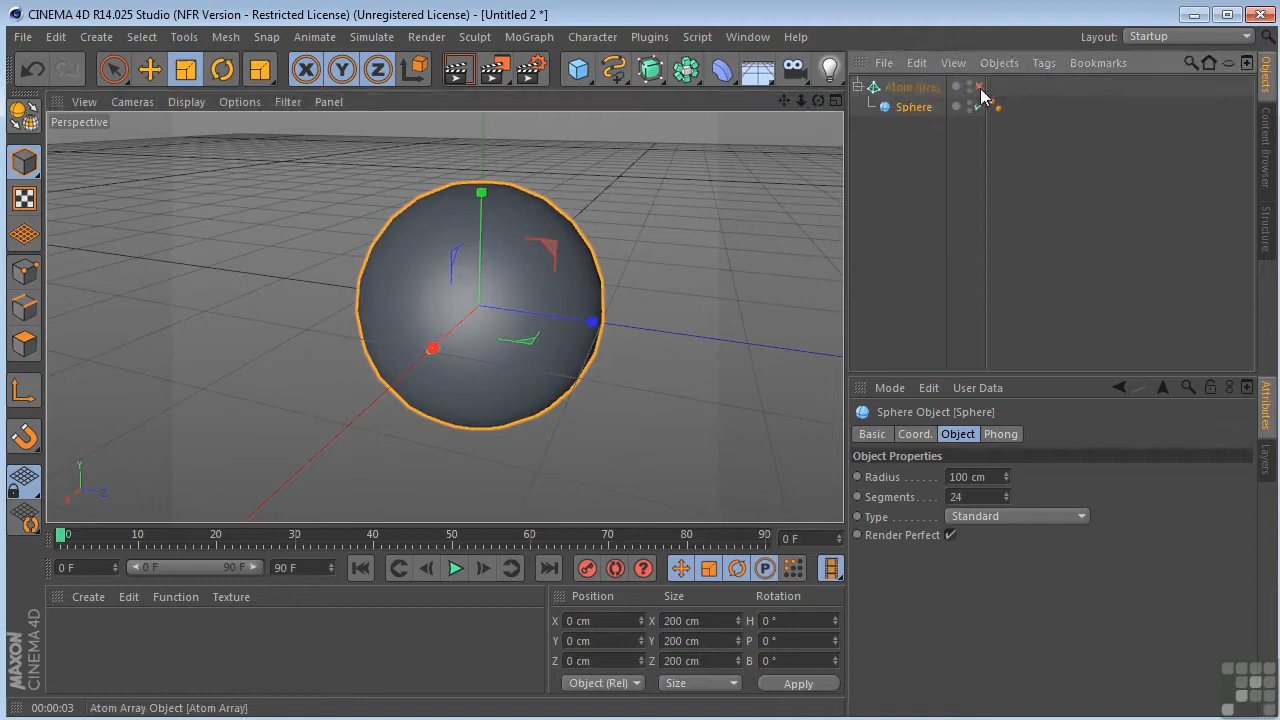 CINEMA 4D R14.025 Studio (NFR Version - Restricted License) (Unregistered License) - [Untitled 2 *]
File Edit Create Select Tools Mesh Snap Animate Simulate Render Sculpt MoGraph Character Plugins Script Window Help Layout: Startup
X Y Z
File Edit View Objects Tags Bookmarks
Objects
Content Browser
Structure
Sphere
View Cameras Display Options Filter Panel
Perspective
Y
X Z
Mode Edit User Data
Attributes
Layers
Sphere Object [Sphere]
Basic Coord. Object Phong
Object Properties
Radius . . . . . . 100 cm
Segments . . . . 24
Type . . . . . . . . Standard
Render Perfect
0 10 20 30 40 50 60 70 80 90 0 F
0 F 0 F 90 F 90 F
Create Edit Function Texture
Position Size Rotation
X 0 cm X 200 cm H 0 °
Y 0 cm Y 200 cm P 0 °
Z 0 cm Z 200 cm B 0 °
Object (Rel) Size Apply
MAXON
CINEMA 4D
00:00:03 Atom Array Object [Atom Array]